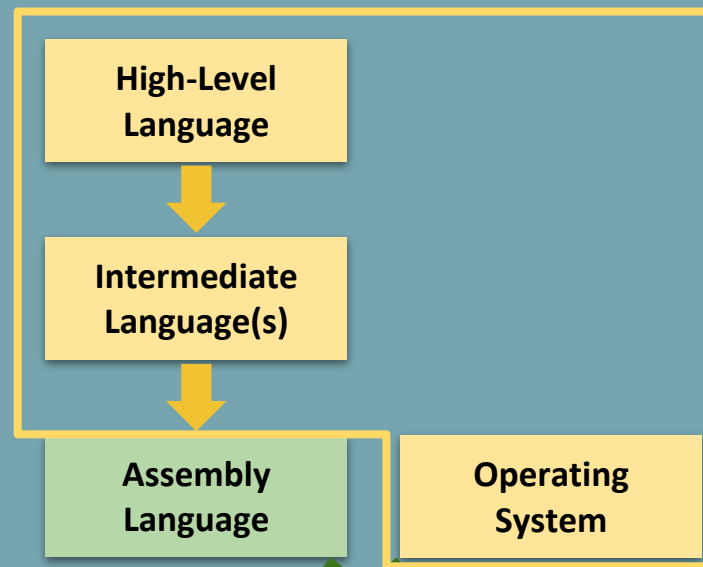 High-Level
Language
Intermediate
Language(s)
Assembly
Language
Operating
System